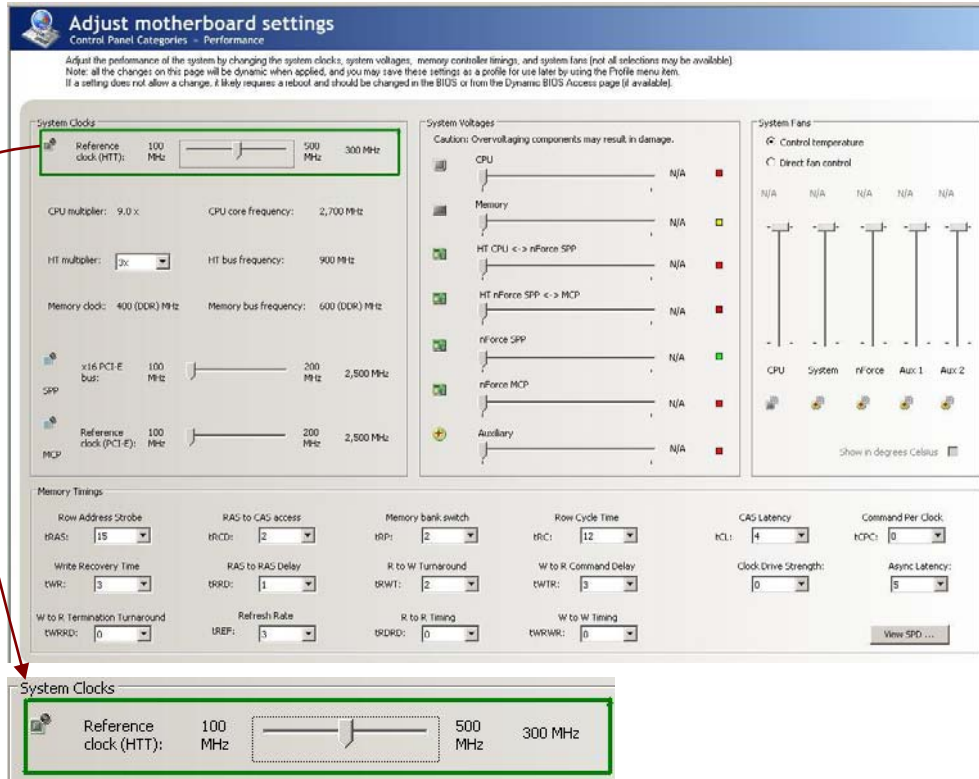 Adjust motherboard settings
Control Panel Categories - Performance
Adjust the performance of the system by changing the system clocks, system voltages, memory controller timings, and system fans (not all selections may be available).
Note: all the changes on this page will be dynamic when applied, and you may save these settings as a profile for use later by using the Profile menu item.
If a setting does not allow a change, it likely requires a reboot and should be changed in the BIOS or from the Dynamic BIOS Access page (if available).
System Clocks
Reference clock (HTT): 100 MHz 500 MHz 300 MHz
CPU multiplier: 9.0 x CPU core frequency: 2,700 MHz
HT multiplier: 3x HT bus frequency: 900 MHz
Memory clock: 400 (DDR) MHz Memory bus frequency: 600 (DDR) MHz
SPP
x16 PCI-E bus: 100 MHz 200 MHz 2,500 MHz
MCP
Reference clock (PCI-E): 100 MHz 200 MHz 2,500 MHz
System Voltages
Caution: Overvoltaging components may result in damage.
CPU
N/A
Memory
N/A
HT CPU <-> nForce SPP
N/A
HT nForce SPP <-> MCP
N/A
nForce SPP
N/A
nForce MCP
N/A
Auxiliary
N/A
System Fans
Control temperature
Direct fan control
N/A N/A N/A N/A N/A
CPU System nForce Aux 1 Aux 2
Show in degrees Celsius
Memory Timings
Row Address Strobe RAS to CAS access Memory bank switch Row Cycle Time CAS Latency Command Per Clock
tRAS: 15 tRCD: 2 tRP: 2 tRC: 12 tCL: 4 tCPC: 0
Write Recovery Time RAS to RAS Delay R to W Turnaround W to R Command Delay Clock Drive Strength: Async Latency:
tWR: 3 tRRD: 1 tRWT: 2 tWTR: 3 0 5
W to R Termination Turnaround Refresh Rate R to R Timing W to W Timing
tWRRD: 0 tREF: 3 tRDRD: 0 tWRWR: 0 View SPD ...
System Clocks
Reference clock (HTT): 100 MHz 500 MHz 300 MHz